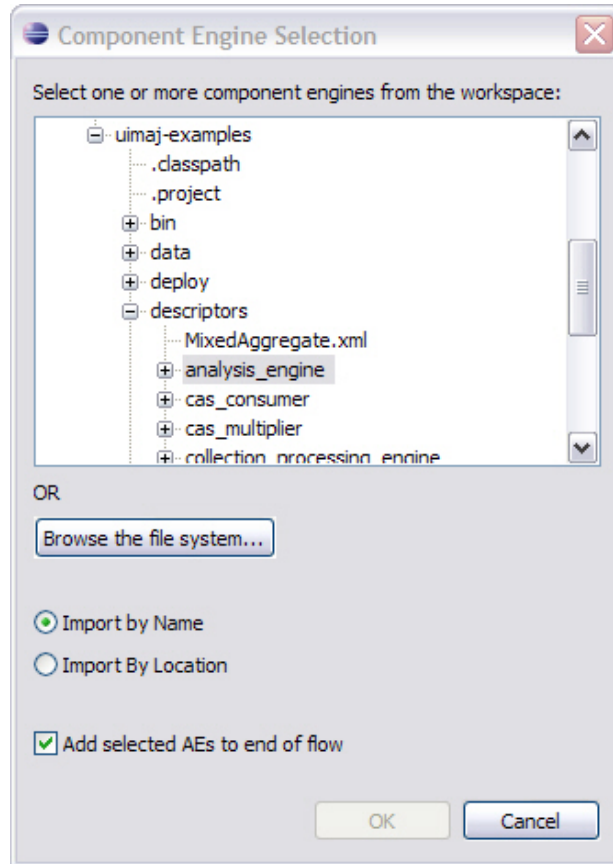 Component Engine Selection
Select one or more component engines from the workspace:
uimaj-examples
.classpath
.project
bin
data
deploy
descriptors
MixedAggregate.xml
analysis_engine
cas_consumer
cas_multiplier
collection_processing_engine
OR
Browse the file system...
Import by Name
Import By Location
Add selected AEs to end of flow
OK
Cancel